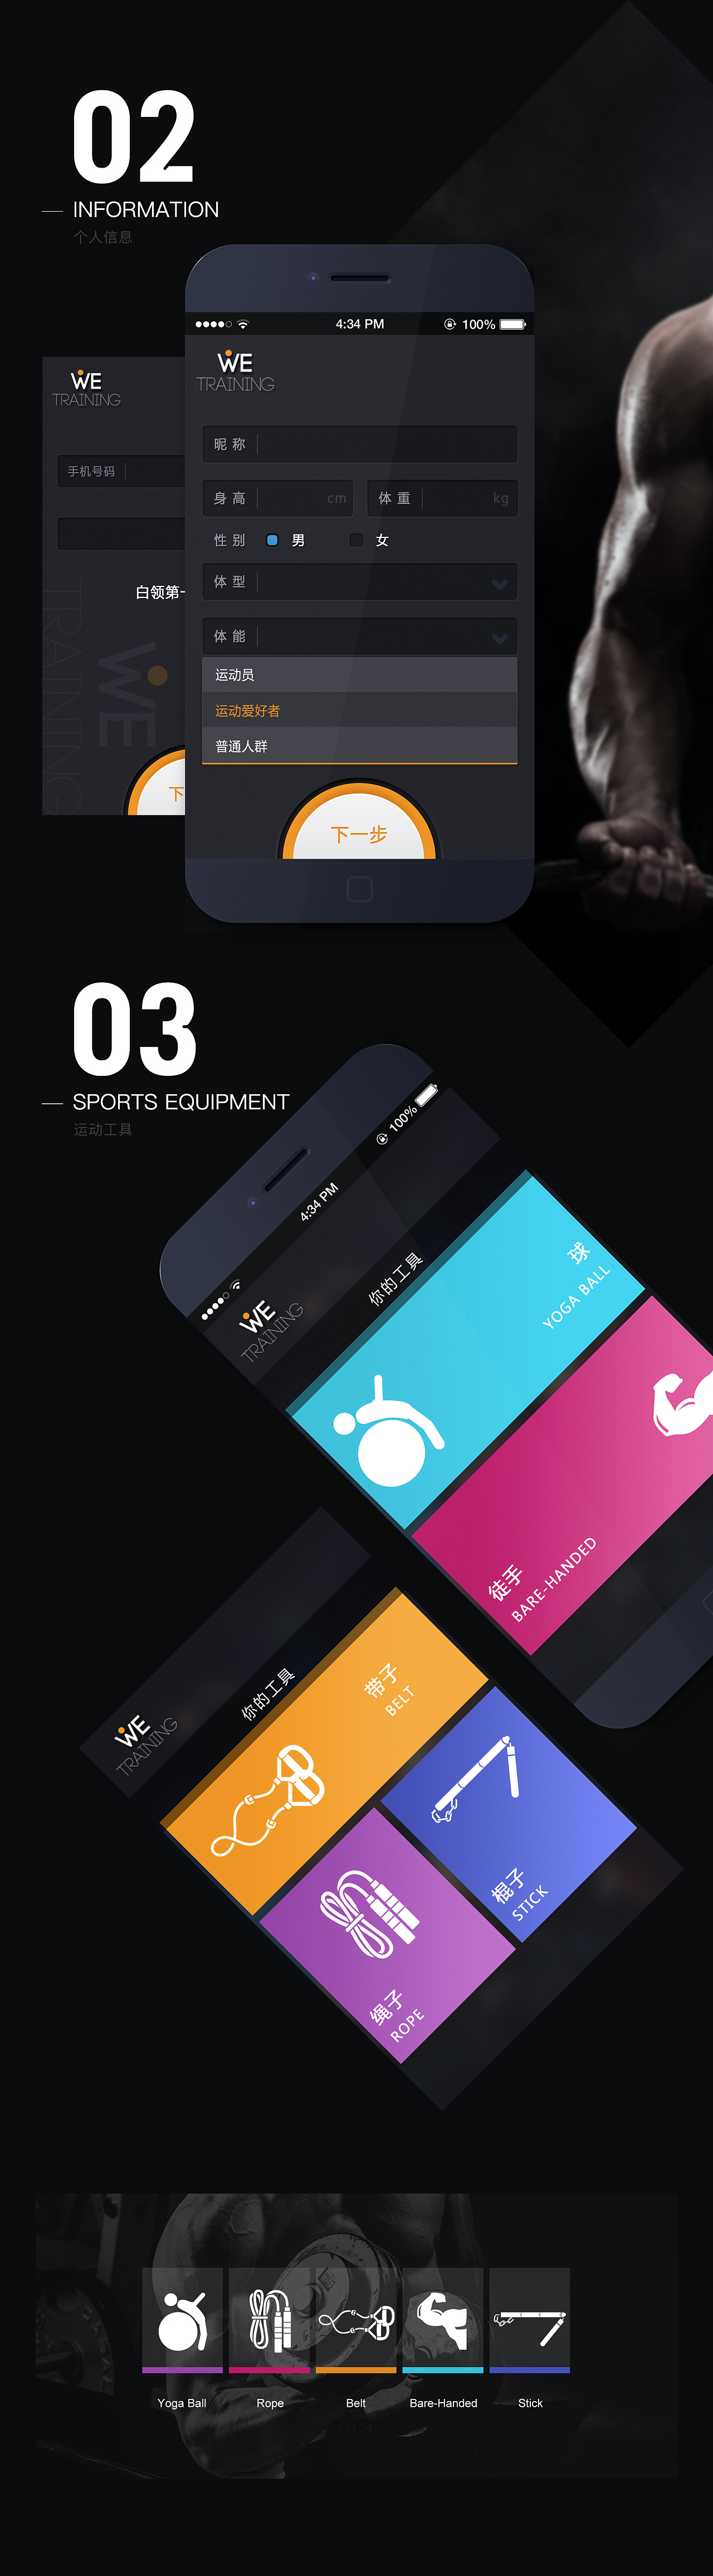 02
INFORMATION
个人信息
4:34 PM
100%
WE
TRAINING
昵称
身高 cm
体重 kg
性别 男 女
体型
体能
运动员
运动爱好者
普通人群
下一步
WE
TRAINING
手机号码
白领第一
TRAINING
WE
下
03
SPORTS EQUIPMENT
运动工具
4:34 PM
100%
WE
TRAINING
你的工具
球
YOGA BALL
徒手
BARE-HANDED
WE
TRAINING
你的工具
带子
BELT
棍子
STICK
绳子
ROPE
Yoga Ball
Rope
Belt
Bare-Handed
Stick